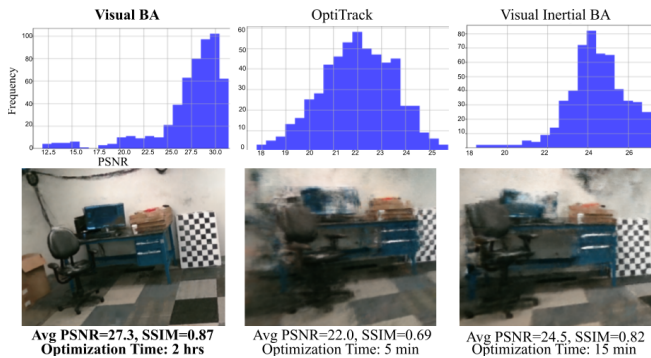 Visual BA
OptiTrack
Visual Inertial BA
Frequency
100
80
60
40
20
0
12.5 15.0 17.5 20.0 22.5 25.0 27.5 30.0
PSNR
60
50
40
30
20
10
0
18 19 20 21 22 23 24 25
80
60
40
20
0
18 20 22 24 26
Avg PSNR=27.3, SSIM=0.87
Optimization Time: 2 hrs
Avg PSNR=22.0, SSIM=0.69
Optimization Time: 5 min
Avg PSNR=24.5, SSIM=0.82
Optimization Time: 15 min